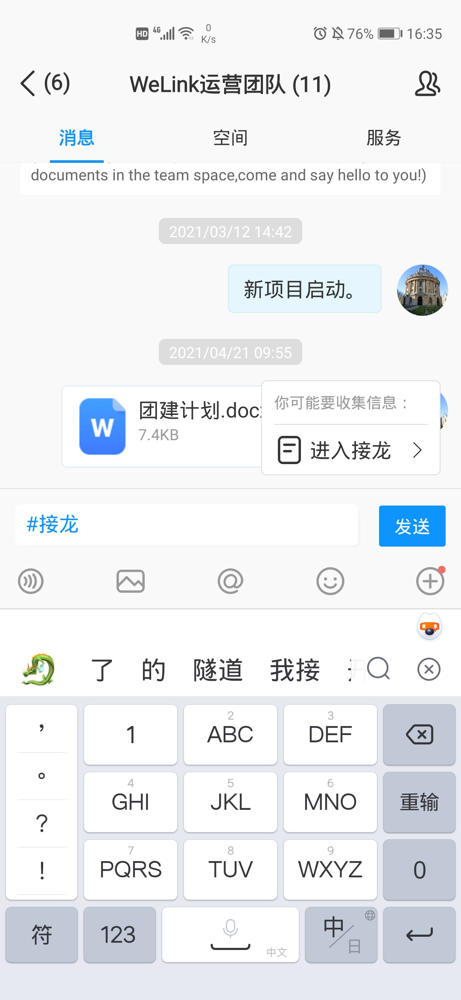 HD 4G 0 K/s 76% 16:35
(6) WeLink运营团队 (11)
消息 空间 服务
documents in the team space,come and say hello to you!)
2021/03/12 14:42
新项目启动。
2021/04/21 09:55
W 团建计划.doc
7.4KB
你可能要收集信息：
进入接龙
#接龙
发送
了 的 隧道 我接 开
， 1 2 ABC 3 DEF
。 4 GHI 5 JKL 6 MNO 重输
? 7 PQRS 8 TUV 9 WXYZ 0
!
符 123 中文 中/日